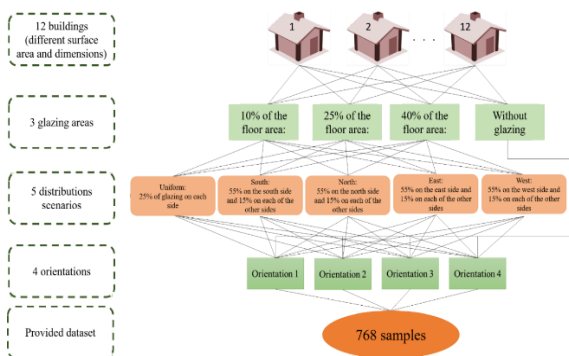 12 buildings
(different surface
area and dimensions)
1
2
12
3 glazing areas
10% of the
floor area:
25% of the
floor area:
40% of the
floor area:
Without
glazing
5 distributions
scenarios
Uniform:
25% of glazing on each
side
South:
55% on the south side
and 15% on each of the
other sides
North:
55% on the north side
and 15% on each of the
other sides
East:
55% on the east side and
15% on each of the other
sides
West:
55% on the west side and
15% on each of the other
sides
4 orientations
Orientation 1
Orientation 2
Orientation 3
Orientation 4
Provided dataset
768 samples